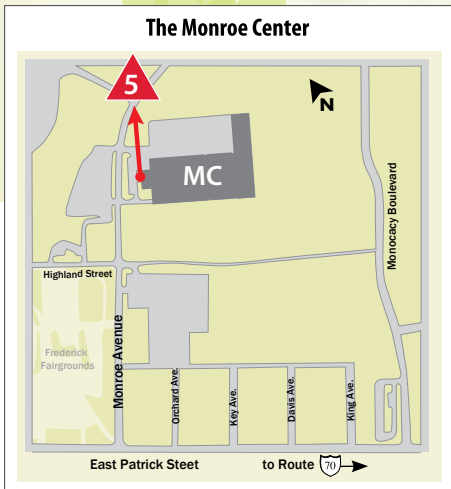 The Monroe Center
5
N
MC
Monocacy Boulevard
Highland Street
Frederick
Fairgrounds
Monroe Avenue
Orchard Ave.
Key Ave.
Davis Ave.
King Ave.
East Patrick Steet
to Route 70